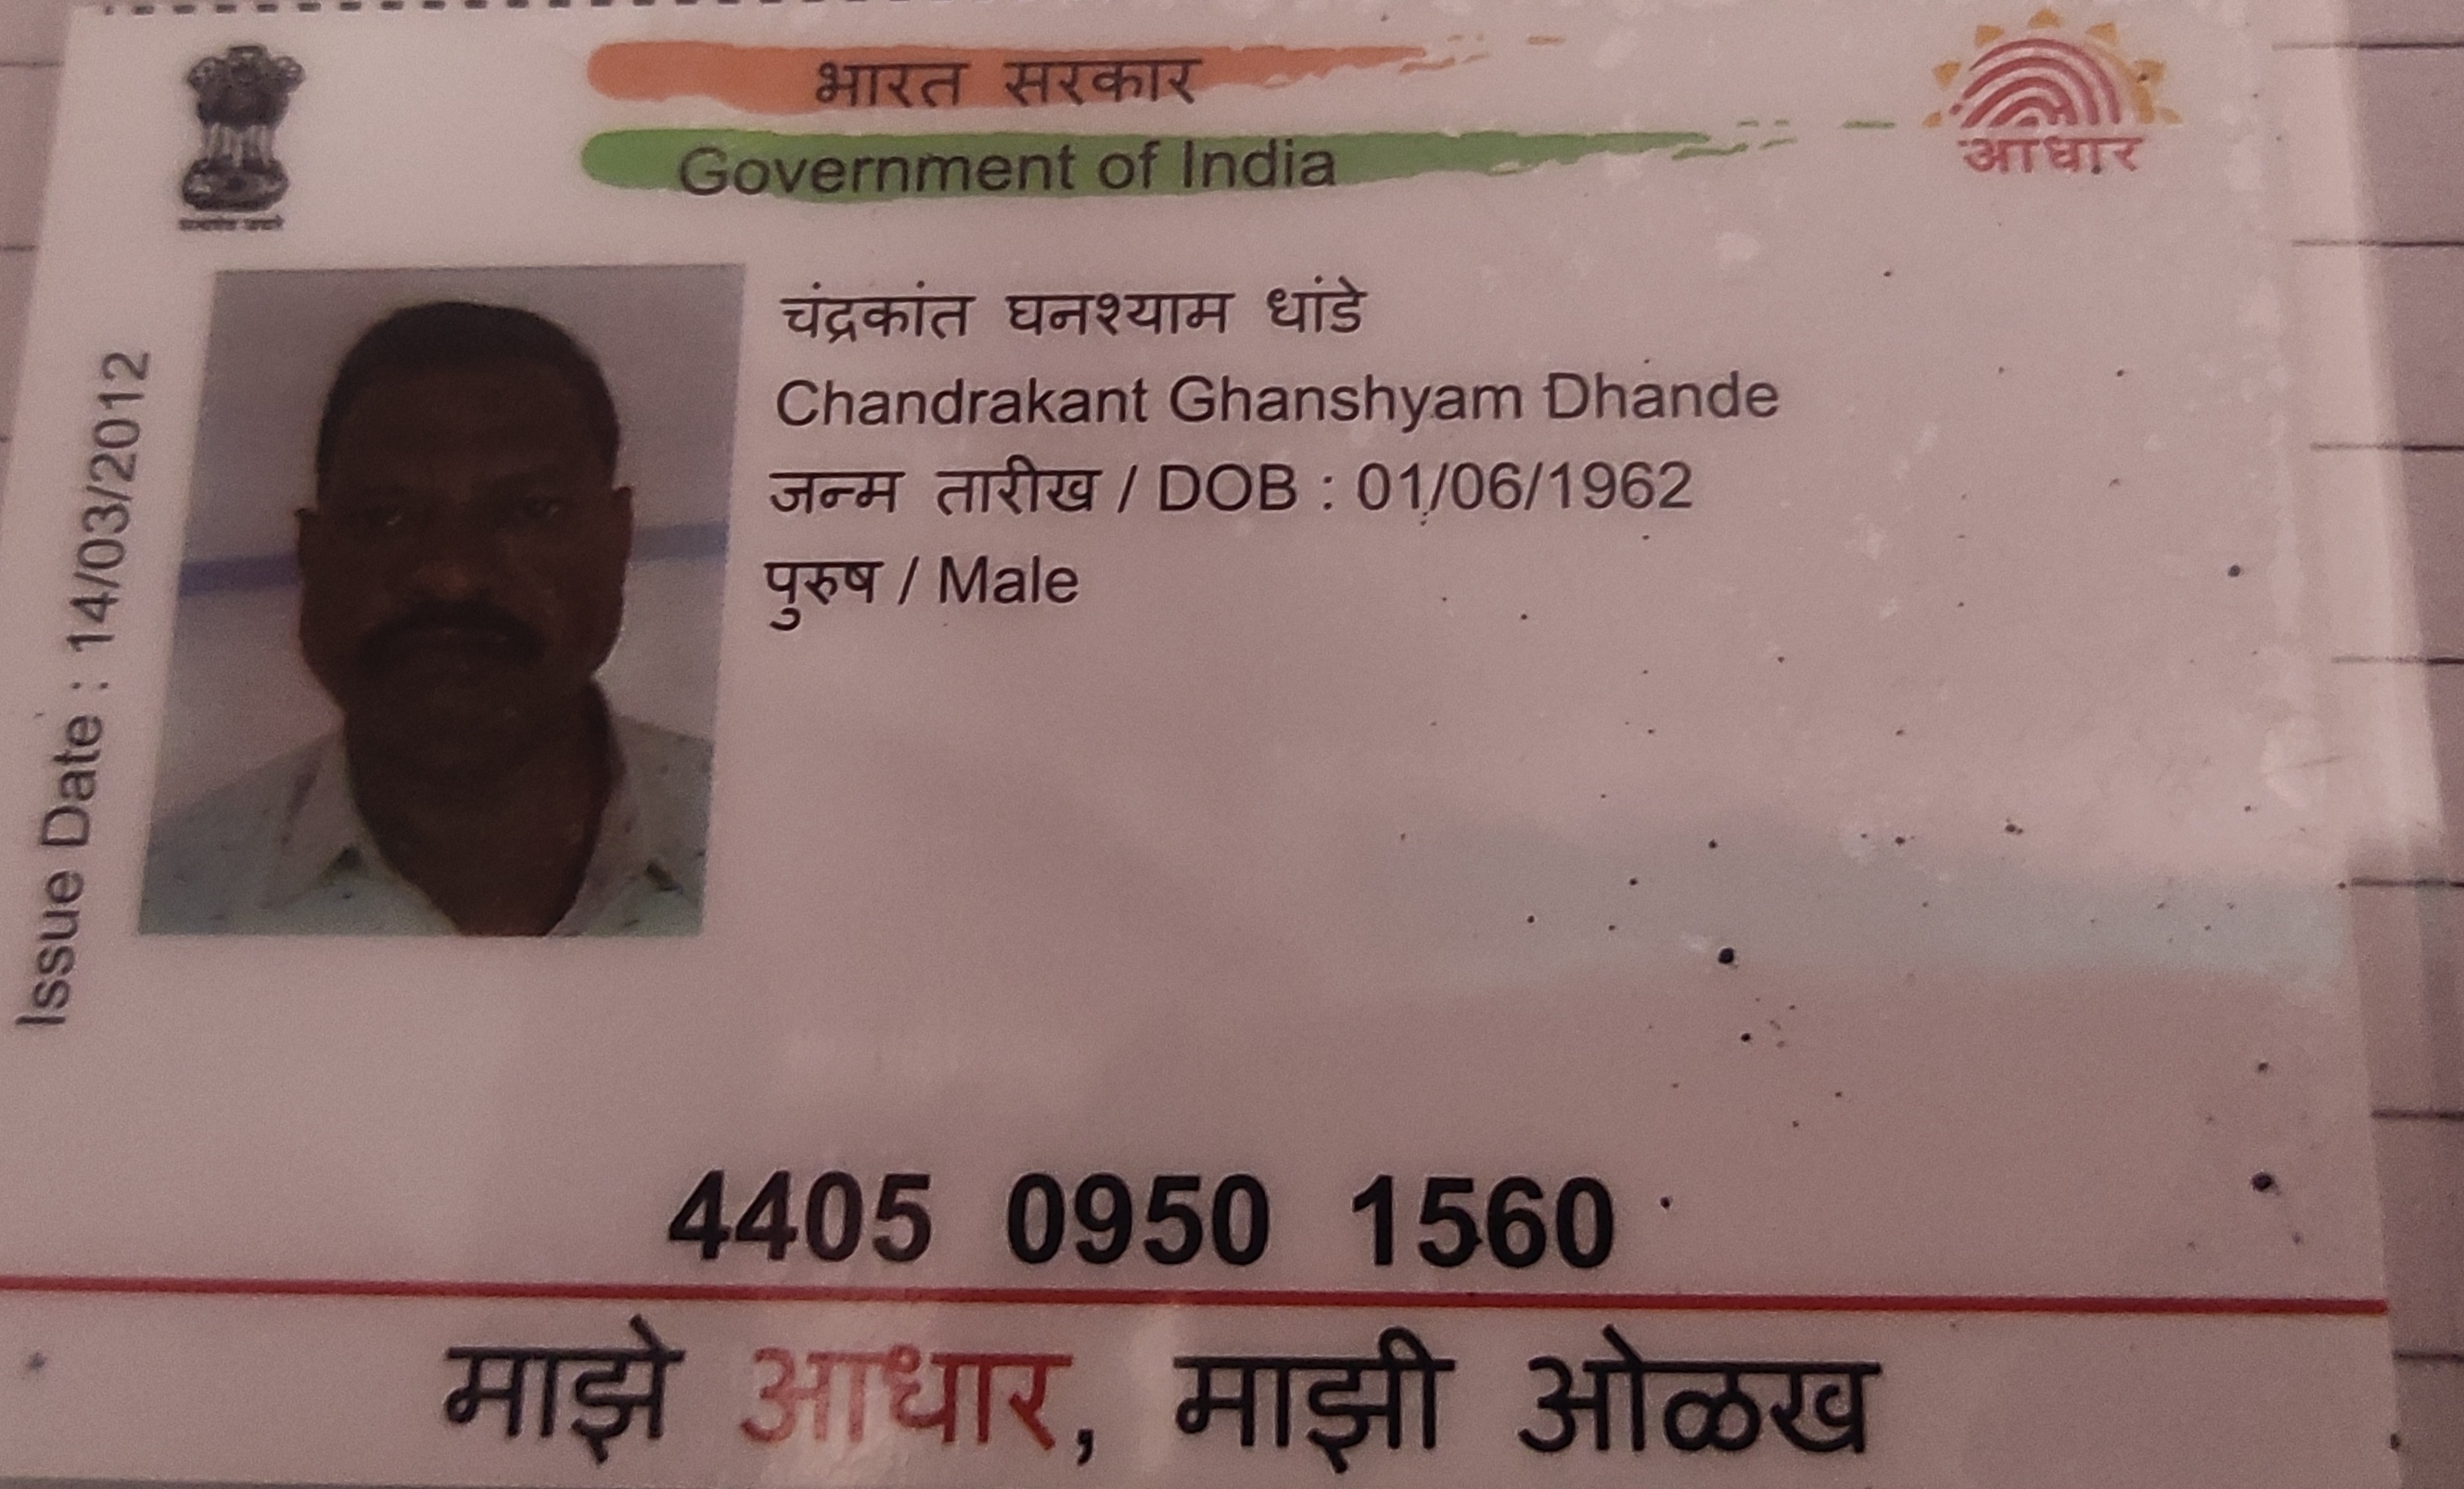 भारत सरकार
Government of India
आधार
चंद्रकांत घनश्याम धांडे
Chandrakant Ghanshyam Dhande
जन्म तारीख / DOB : 01/06/1962
पुरुष / Male
Issue Date : 14/03/2012
4405 0950 1560
माझे आधार, माझी ओळख